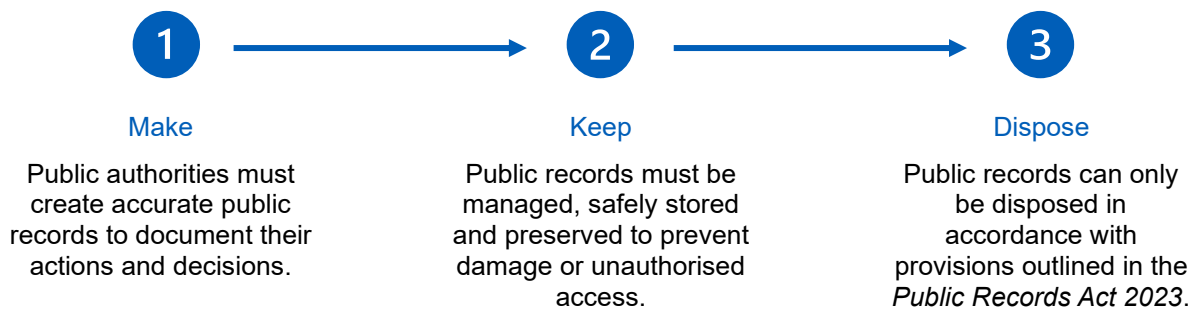 1
Make
Public authorities must
create accurate public
records to document their
actions and decisions.
2
Keep
Public records must be
managed, safely stored
and preserved to prevent
damage or unauthorised
access.
3
Dispose
Public records can only
be disposed in
accordance with
provisions outlined in the
Public Records Act 2023.